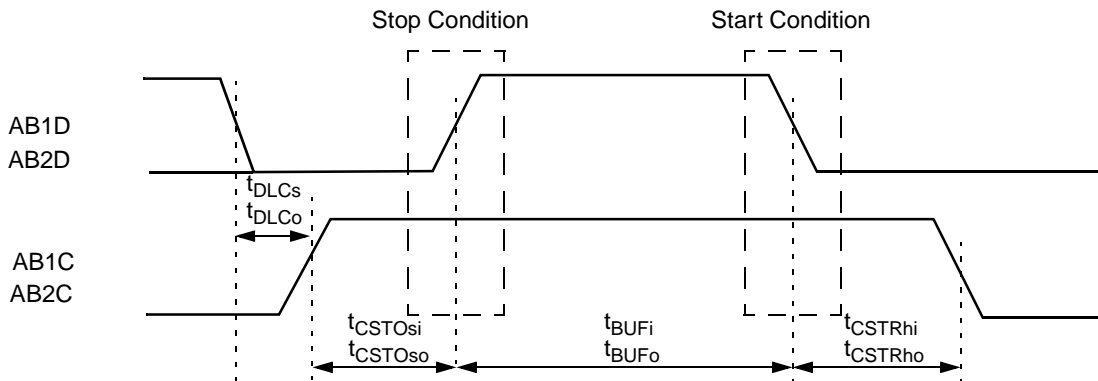 Stop Condition
Start Condition
AB1D
AB2D
tDLCs
tDLCo
AB1C
AB2C
tCSTOsi
tCSTOso
tBUFi
tBUFo
tCSTRhi
tCSTRho